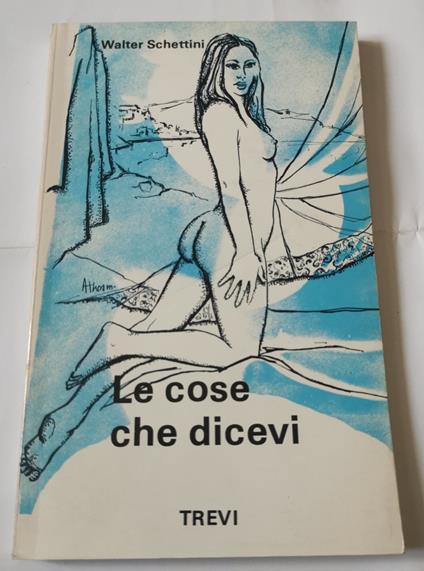 Walter Schettini
Le cose
che dicevi
TREVI